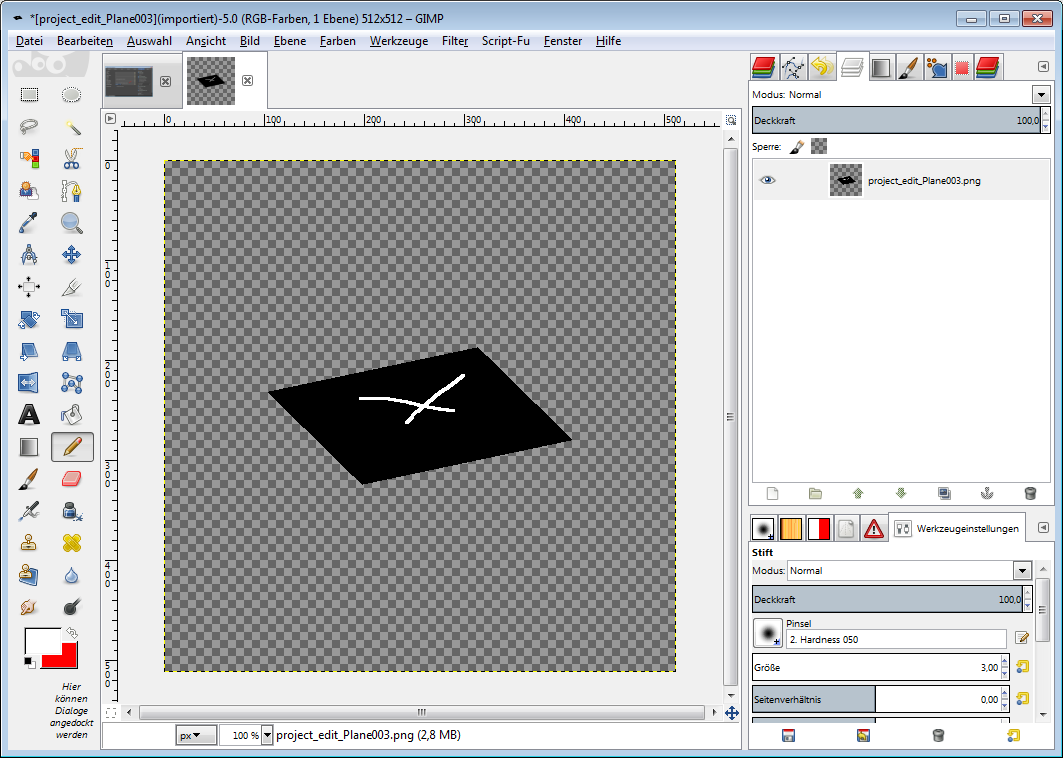 *[project_edit_Plane003](importiert)-5.0 (RGB-Farben, 1 Ebene) 512x512 – GIMP
Datei Bearbeiten Auswahl Ansicht Bild Ebene Farben Werkzeuge Filter Script-Fu Fenster Hilfe
0 100 200 300 400 500
0
100
200
300
400
500
Hier
können
Dialoge
angedockt
werden
px 100 % project_edit_Plane003.png (2,8 MB)
Modus: Normal
Deckkraft 100,0
Sperre:
project_edit_Plane003.png
Werkzeugeinstellungen
Stift
Modus: Normal
Deckkraft 100,0
Pinsel
2. Hardness 050
Größe 3,00
Seitenverhältnis 0,00